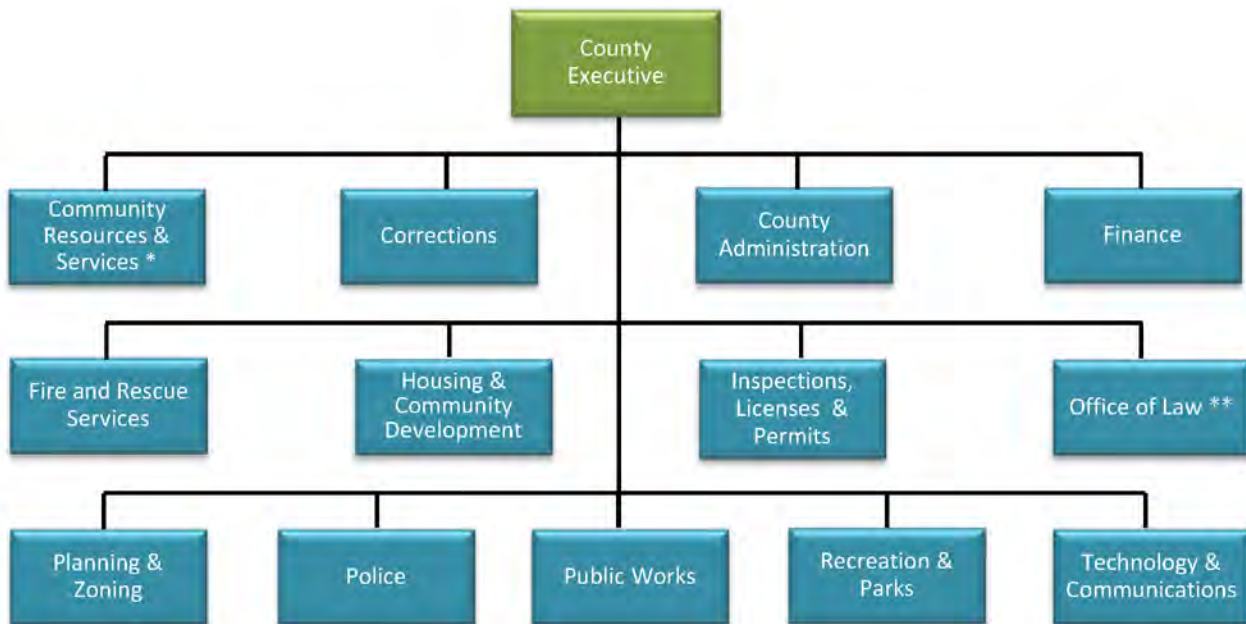 County
Executive
Community
Resources &
Services *
Corrections
County
Administration
Finance
Fire and Rescue
Services
Housing &
Community
Development
Inspections,
Licenses &
Permits
Office of Law **
Planning &
Zoning
Police
Public Works
Recreation &
Parks
Technology &
Communications